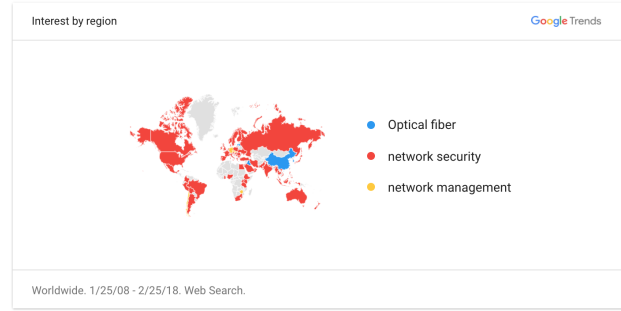 Interest by region
Google Trends
Optical fiber
network security
network management
Worldwide. 1/25/08 - 2/25/18. Web Search.